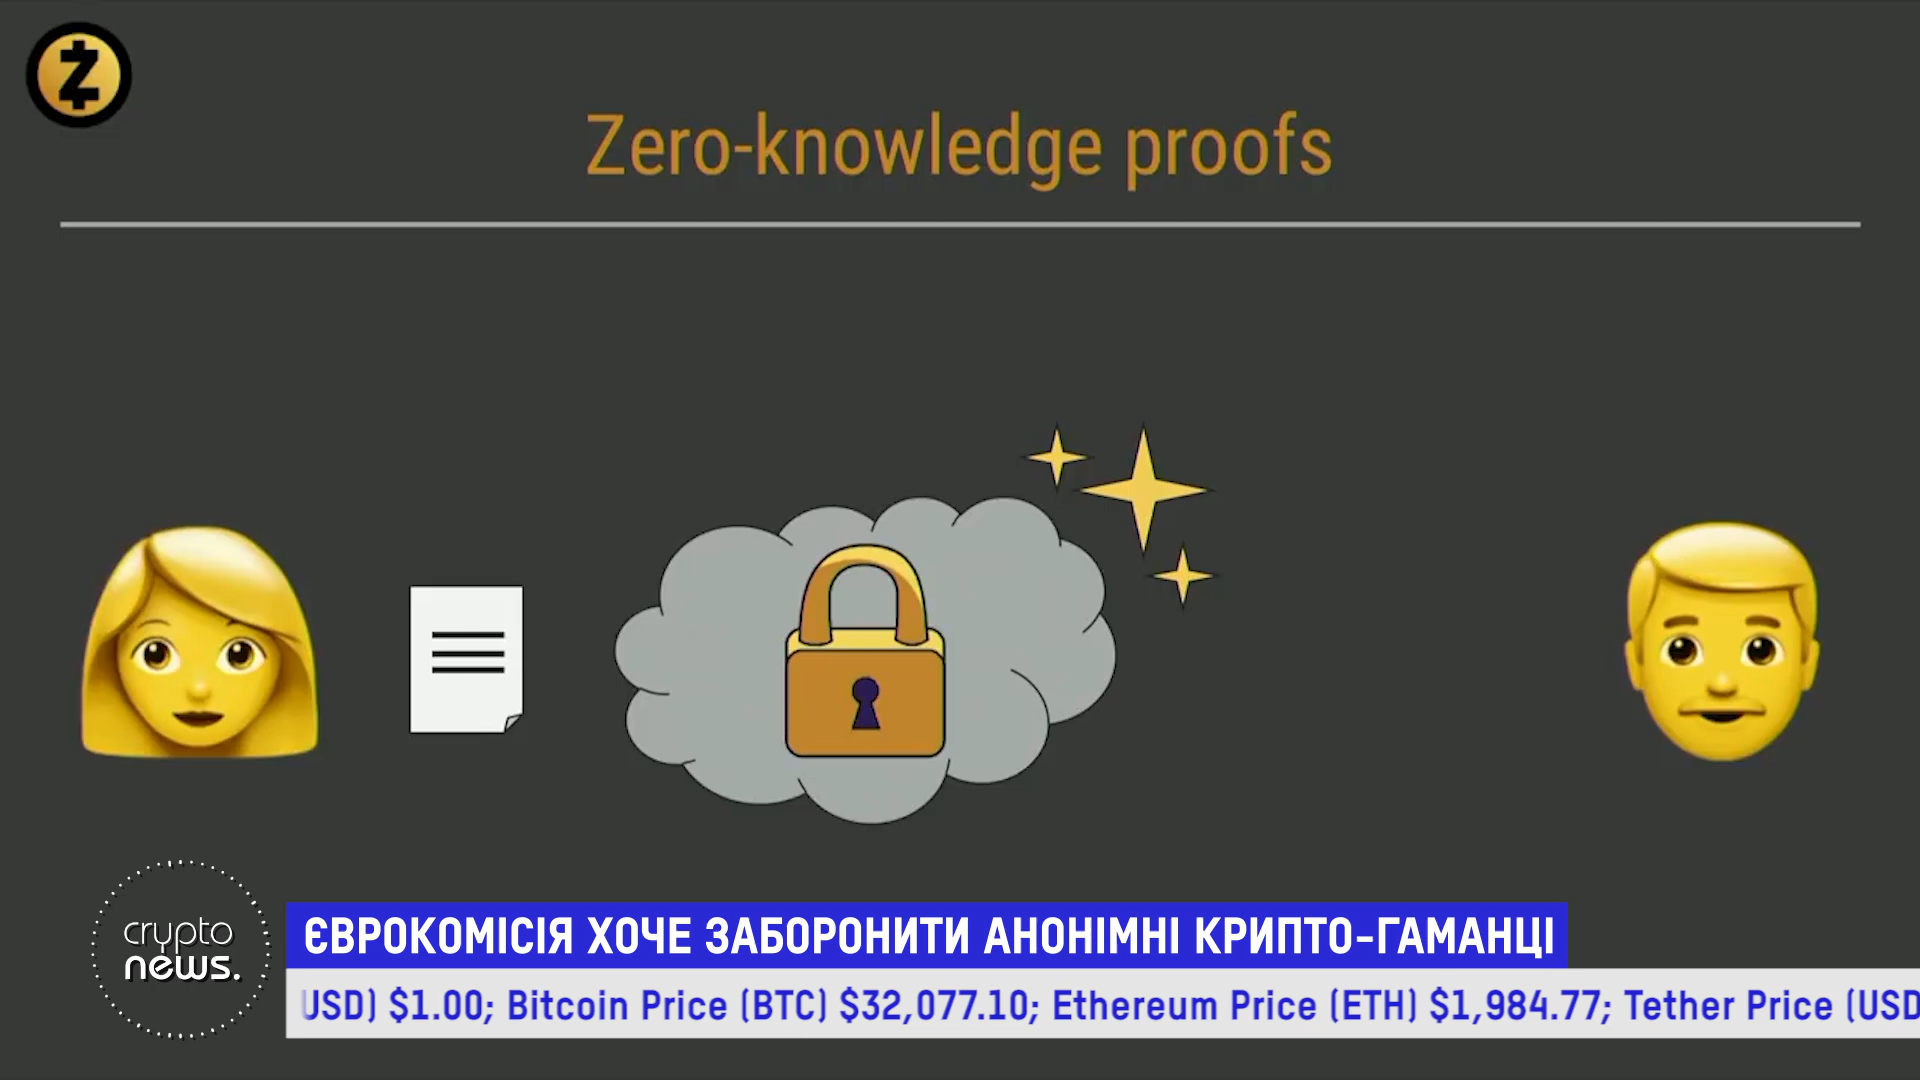 Zero-knowledge proofs
crypto
news.
ЄВРОКОМІСІЯ ХОЧЕ ЗАБОРОНИТИ АНОНІМНІ КРИПТО-ГАМАНЦІ
USD) $1.00; Bitcoin Price (BTC) $32,077.10; Ethereum Price (ETH) $1,984.77; Tether Price (USD